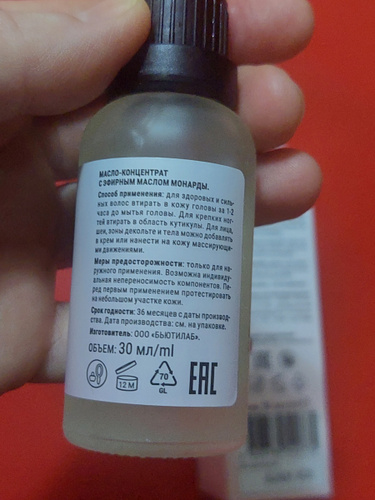 МАСЛО-КОНЦЕНТРАТ
С ЭФИРНЫМ МАСЛОМ МОНАРДЫ.
Способ применения: для здоровых и силь-
ных волос втирать в кожу головы за 1-2
часа до мытья головы. Для крепких ног-
тей втирать в область кутикулы. Для лица,
шеи, зоны декольте и тела можно добавлять
в крем или нанести на кожу массирующи-
ми движениями.
Меры предосторожности: только для на-
ружного применения. Возможна индивиду-
альная непереносимость компонентов. Пе-
ред первым применением протестировать
на небольшом участке кожи.
Срок годности: 36 месяцев с даты производ-
ства. Дата производства: см. на упаковке.
Изготовитель: ООО «БЬЮТИЛАБ».
ОБЪЕМ: 30 мл/ml
12 M
70
GL
EAC